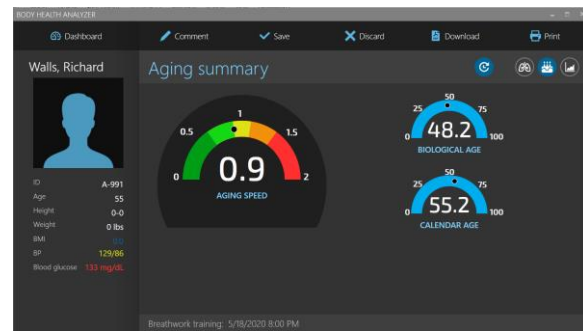 BODY HEALTH ANALYZER
Dashboard
Comment
Save
Discard
Download
Print
Walls, Richard
Aging summary
ID A-991
Age 55
Height 0-0
Weight 0 lbs
BMI 0.0
BP 129/86
Blood glucose 133 mg/dL
0
0.5
1
1.5
2
0.9
AGING SPEED
0
25
50
75
100
48.2
BIOLOGICAL AGE
0
25
50
75
100
55.2
CALENDAR AGE
Breathwork training: 5/18/2020 8:00 PM